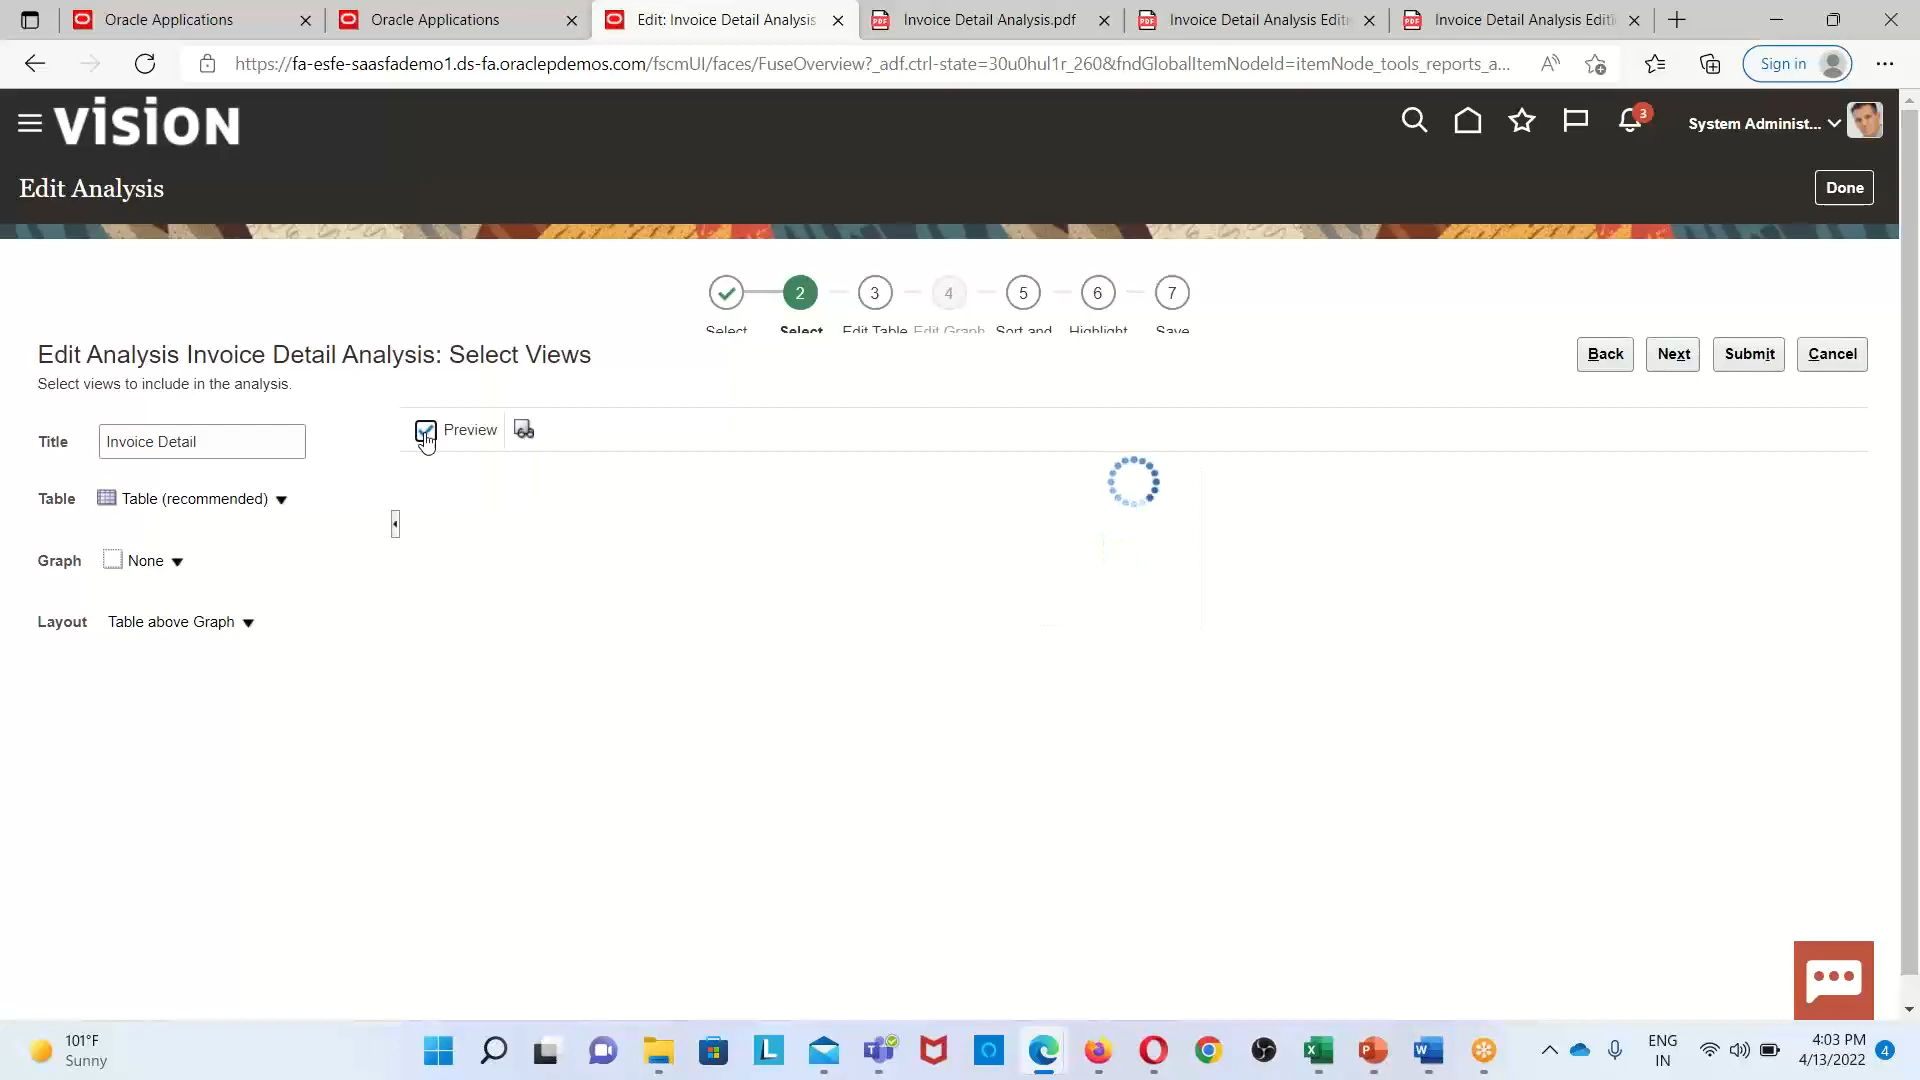 Oracle Applications
Oracle Applications
Edit: Invoice Detail Analysis
Invoice Detail Analysis.pdf
Invoice Detail Analysis Edit
Invoice Detail Analysis Editi
https://fa-esfe-saasfademo1.ds-fa.oraclepdemos.com/fscmUI/faces/FuseOverview?_adf.ctrl-state=30u0hul1r_260&fndGlobalItemNodeId=itemNode_tools_reports_a...
Sign in
VISION
3
System Administ...
Edit Analysis
Done
2 3 4 5 6 7
Select Select Edit Table Edit Graph Sort and Highlight Save
Edit Analysis Invoice Detail Analysis: Select Views
Back Next Submit Cancel
Select views to include in the analysis.
Title Invoice Detail
Preview
Table Table (recommended)
Graph None
Layout Table above Graph
101°F
Sunny
ENG
IN
4:03 PM
4/13/2022
4